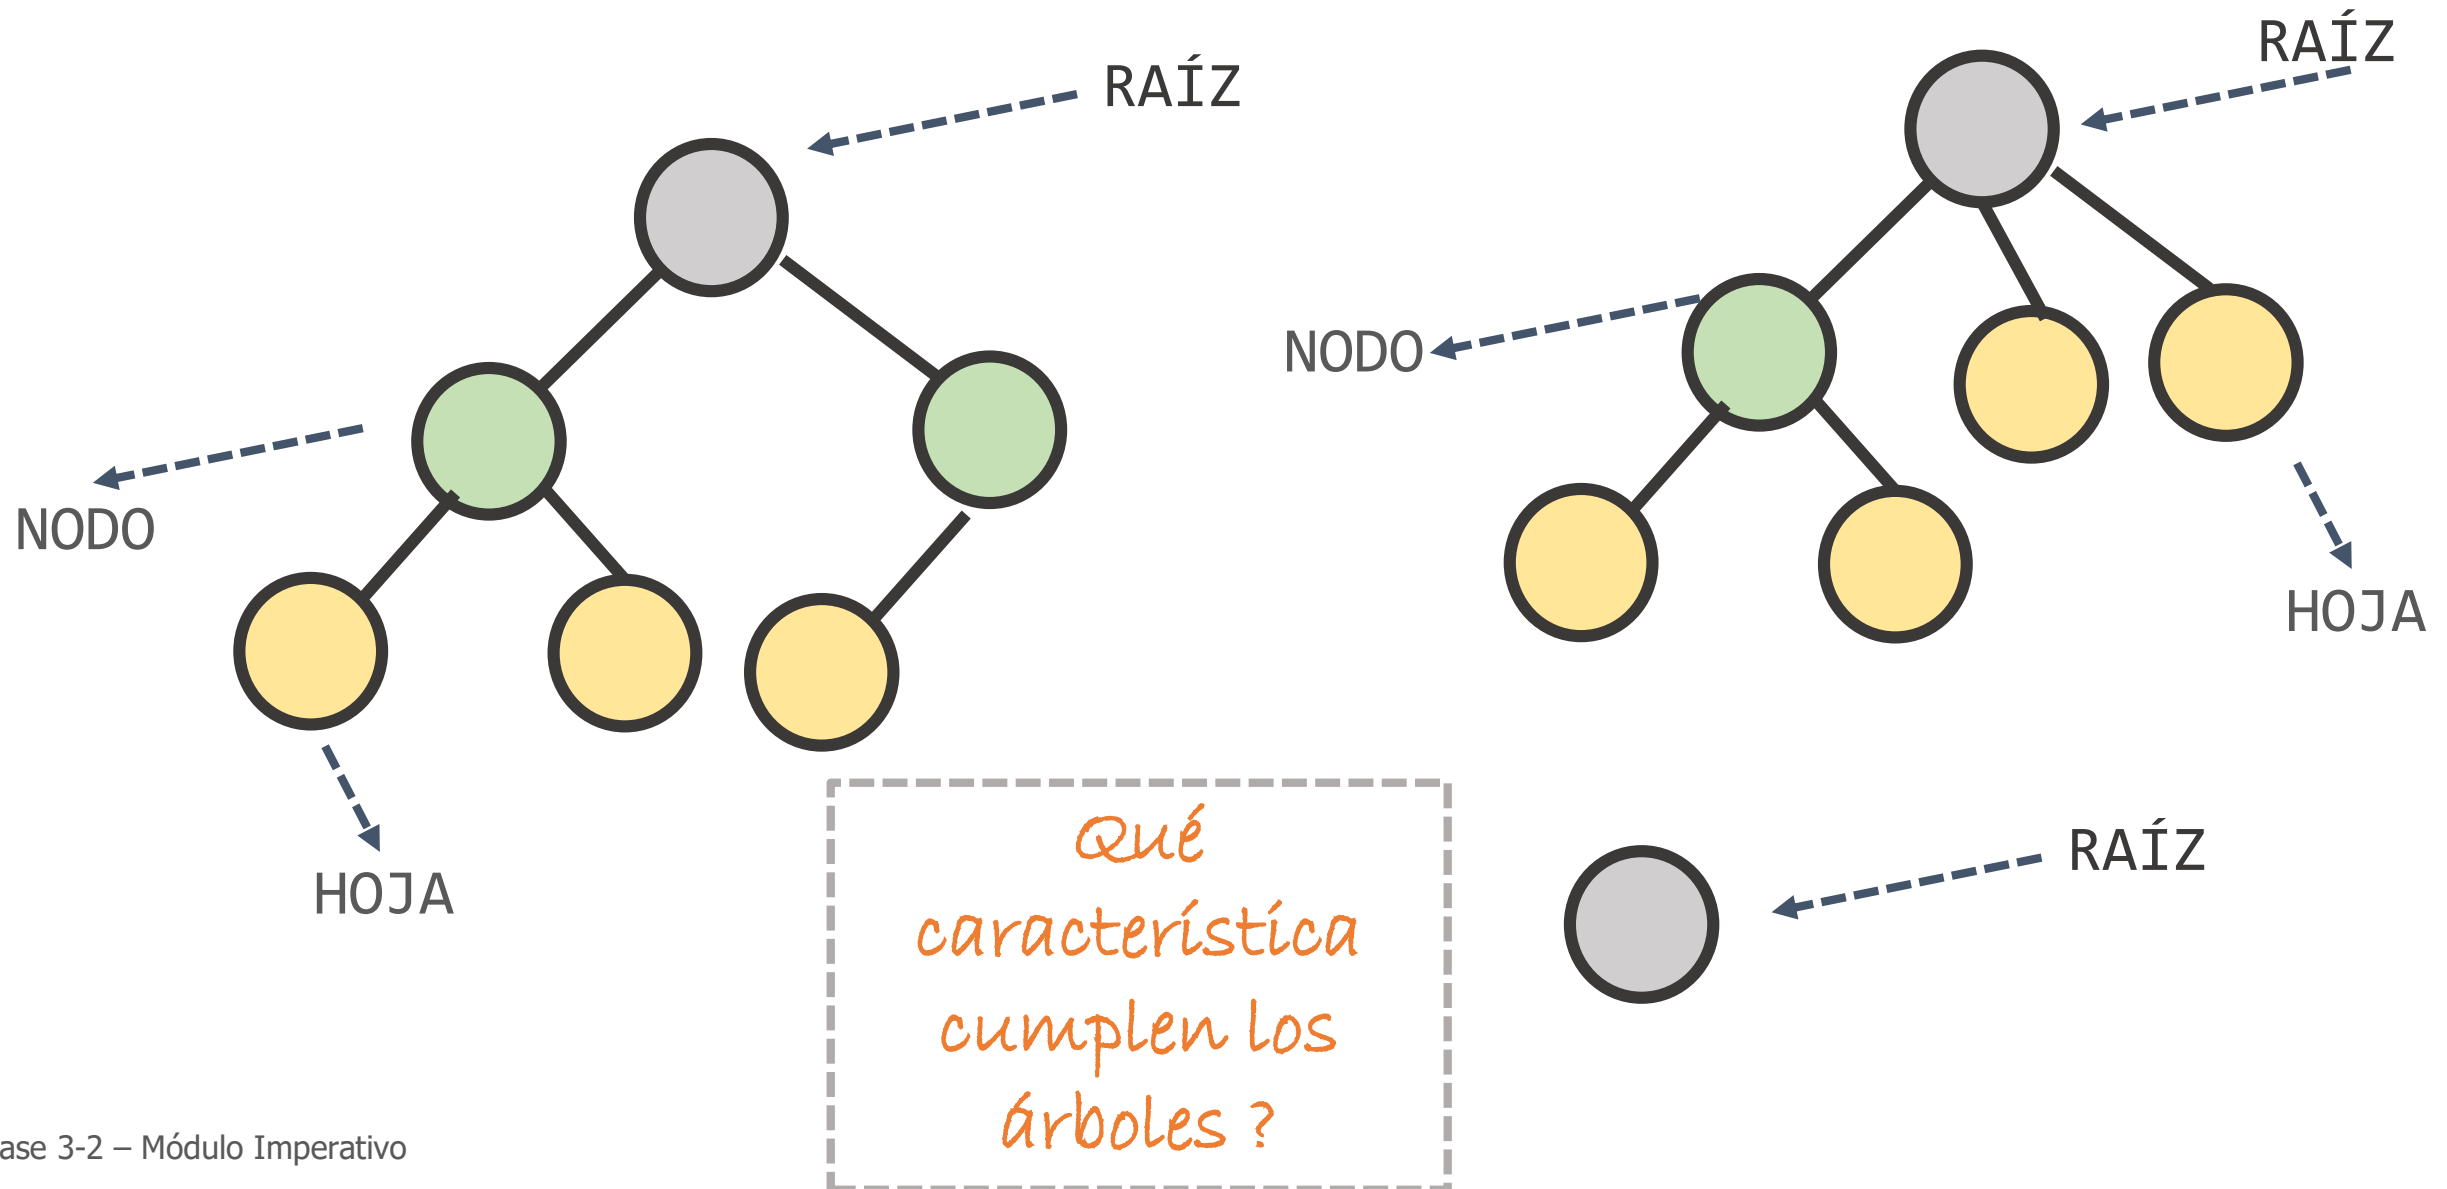 RAÍZ
RAÍZ
NODO
NODO
HOJA
HOJA
RAÍZ
Qué
característica
cumplen los
árboles ?
ase 3-2 – Módulo Imperativo